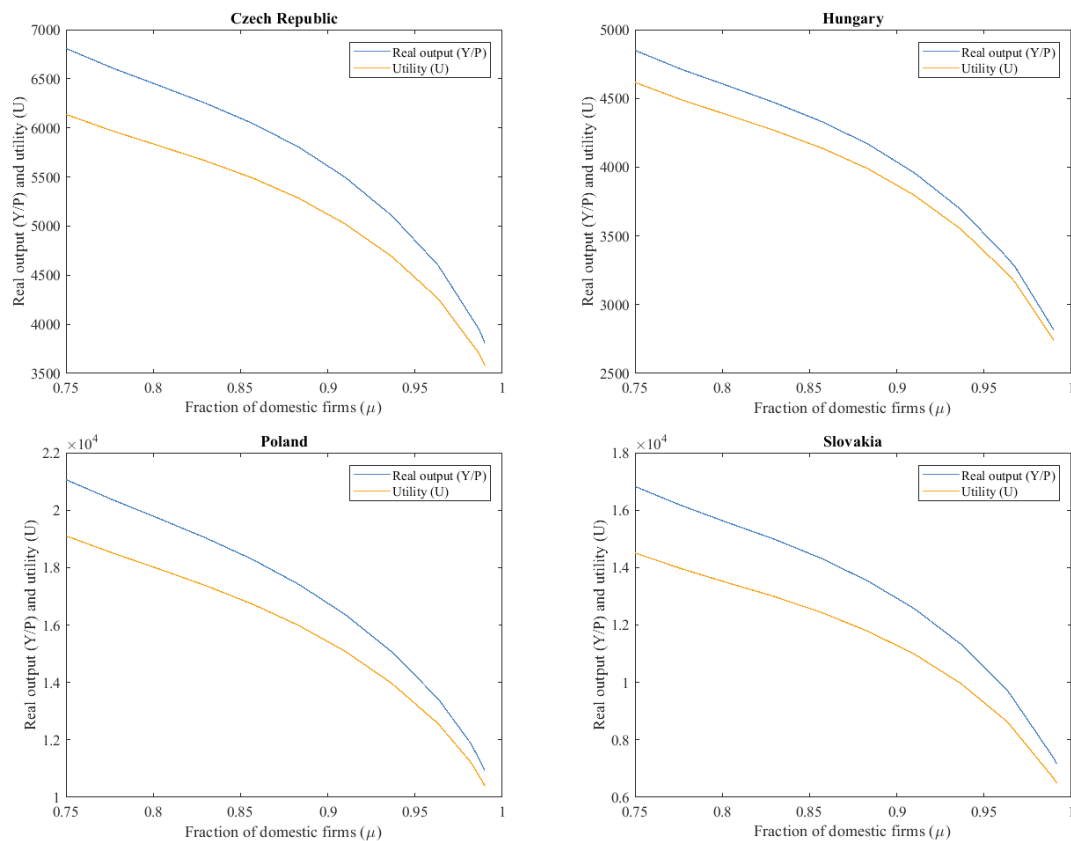 Czech Republic
7000
6500
6000
5500
5000
4500
4000
3500
Real output (Y/P) and utility (U)
Real output (Y/P)
Utility (U)
0.75 0.8 0.85 0.9 0.95 1
Fraction of domestic firms (μ)
Hungary
5000
4500
4000
3500
3000
2500
Real output (Y/P) and utility (U)
Real output (Y/P)
Utility (U)
0.75 0.8 0.85 0.9 0.95 1
Fraction of domestic firms (μ)
Poland
×10⁴
2.2
2
1.8
1.6
1.4
1.2
1
Real output (Y/P) and utility (U)
Real output (Y/P)
Utility (U)
0.75 0.8 0.85 0.9 0.95 1
Fraction of domestic firms (μ)
Slovakia
×10⁴
1.8
1.6
1.4
1.2
1
0.8
0.6
Real output (Y/P) and utility (U)
Real output (Y/P)
Utility (U)
0.75 0.8 0.85 0.9 0.95 1
Fraction of domestic firms (μ)